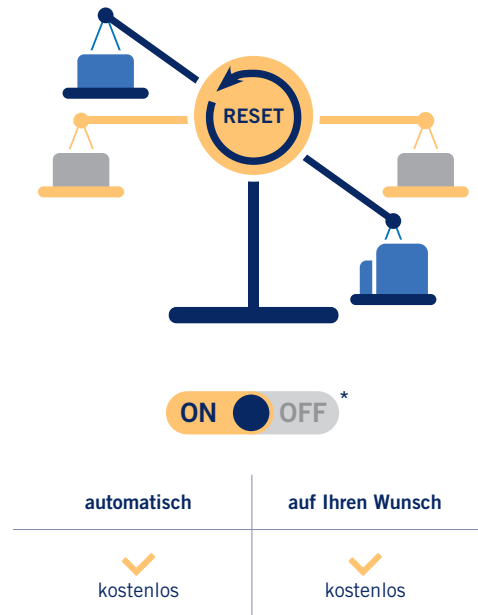 RESET
ON OFF *
automatisch auf Ihren Wunsch
kostenlos kostenlos